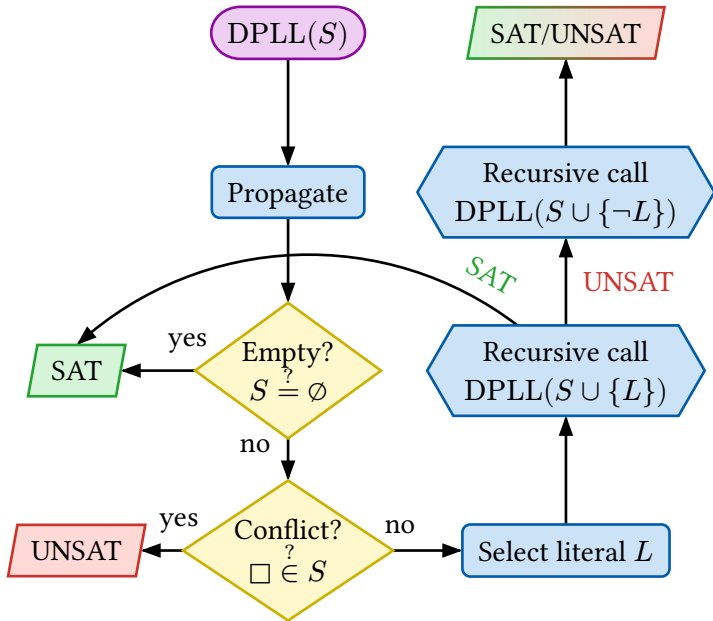 DPLL(S)
SAT/UNSAT
Recursive call
DPLL(S ∪ {¬L})
Propagate
SAT
UNSAT
yes
Empty?
S ≟ ∅
SAT
Recursive call
DPLL(S ∪ {L})
no
yes
Conflict?
?
□ ∈ S
no
UNSAT
Select literal L